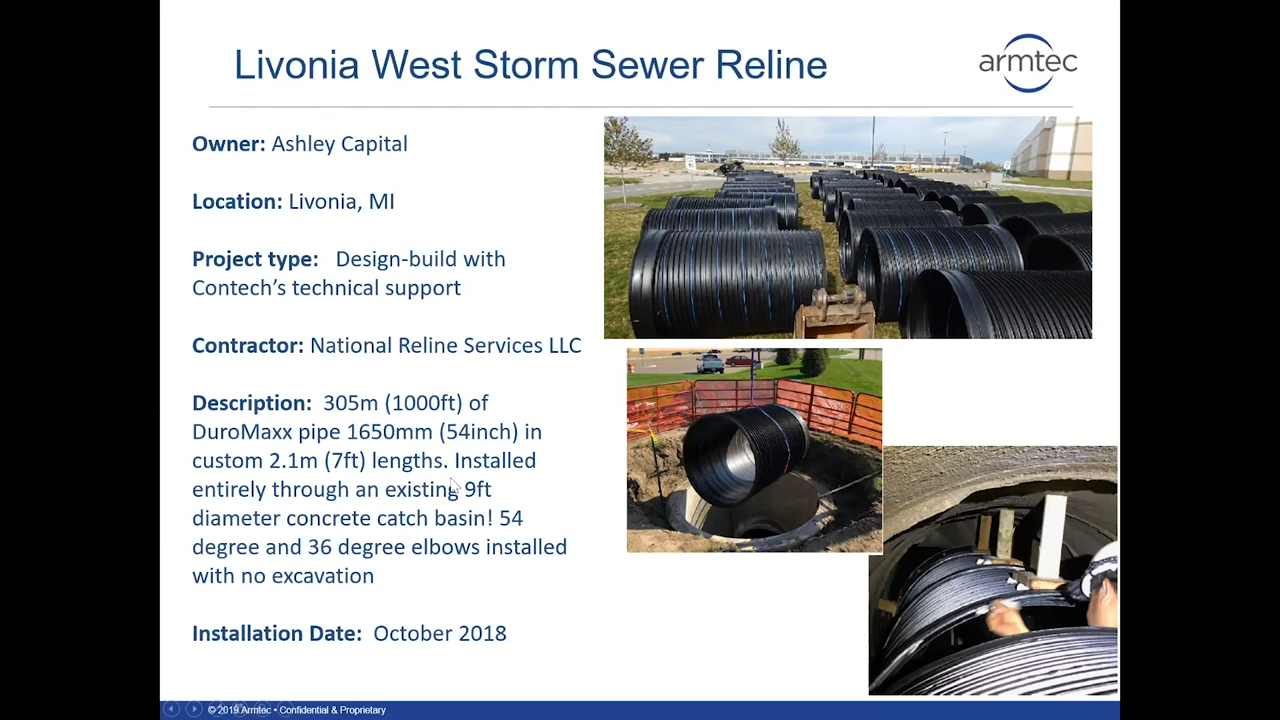 Livonia West Storm Sewer Reline
armtec
Owner: Ashley Capital
Location: Livonia, MI
Project type: Design-build with
Contech’s technical support
Contractor: National Reline Services LLC
Description: 305m (1000ft) of
DuroMaxx pipe 1650mm (54inch) in
custom 2.1m (7ft) lengths. Installed
entirely through an existing 9ft
diameter concrete catch basin! 54
degree and 36 degree elbows installed
with no excavation
Installation Date: October 2018
© 2019 Armtec • Confidential & Proprietary